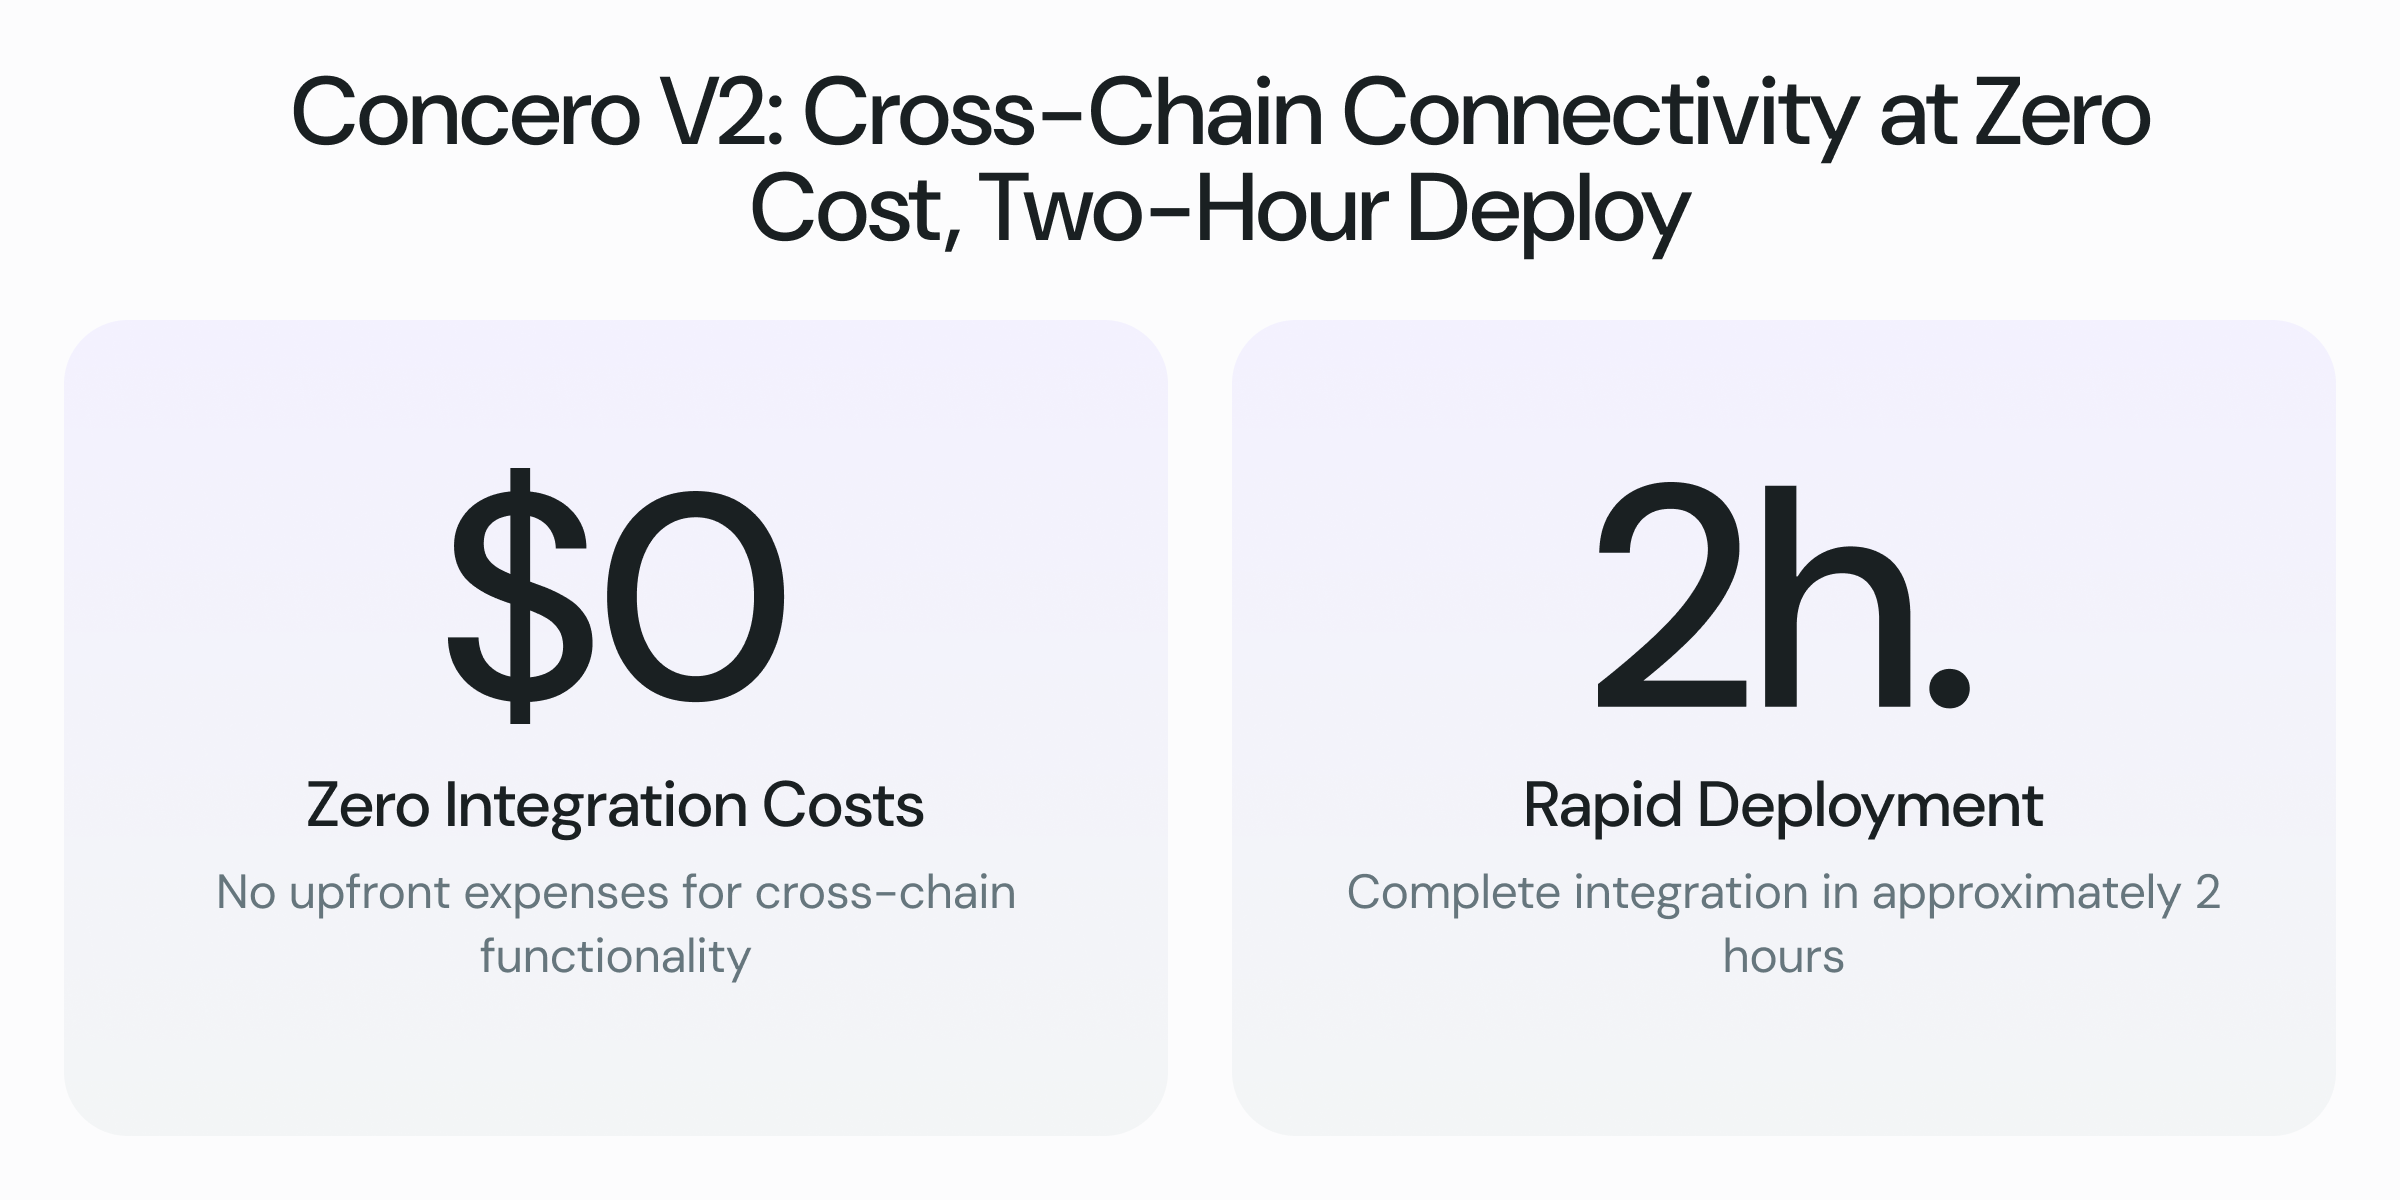 Concero V2: Cross-Chain Connectivity at Zero
Cost, Two-Hour Deploy
$0
Zero Integration Costs
No upfront expenses for cross-chain
functionality
2h.
Rapid Deployment
Complete integration in approximately 2
hours